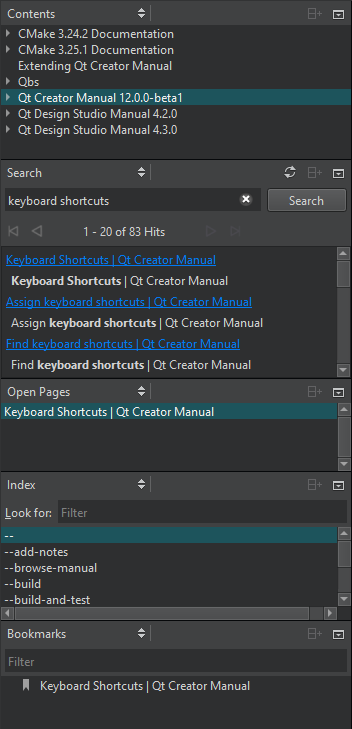 Contents
CMake 3.24.2 Documentation
CMake 3.25.1 Documentation
Extending Qt Creator Manual
Qbs
Qt Creator Manual 12.0.0-beta1
Qt Design Studio Manual 4.2.0
Qt Design Studio Manual 4.3.0
Search
keyboard shortcuts
Search
1 - 20 of 83 Hits
Keyboard Shortcuts | Qt Creator Manual
Keyboard Shortcuts | Qt Creator Manual
Assign keyboard shortcuts | Qt Creator Manual
Assign keyboard shortcuts | Qt Creator Manual
Find keyboard shortcuts | Qt Creator Manual
Find keyboard shortcuts | Qt Creator Manual
Open Pages
Keyboard Shortcuts | Qt Creator Manual
Index
Look for: Filter
--
--add-notes
--browse-manual
--build
--build-and-test
Bookmarks
Filter
Keyboard Shortcuts | Qt Creator Manual